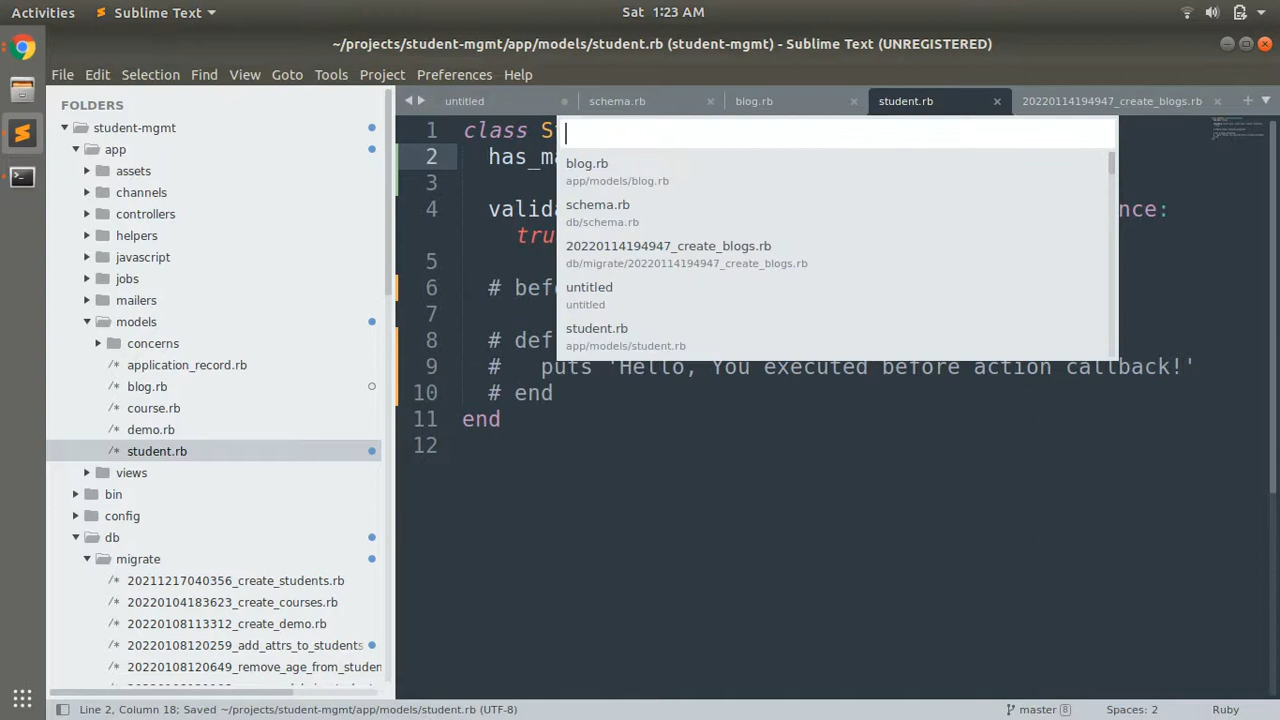 Activities
Sublime Text
Sat 1:23 AM
~/projects/student-mgmt/app/models/student.rb (student-mgmt) - Sublime Text (UNREGISTERED)
File Edit Selection Find View Goto Tools Project Preferences Help
FOLDERS
student-mgmt
app
assets
channels
controllers
helpers
javascript
jobs
mailers
models
concerns
application_record.rb
blog.rb
course.rb
demo.rb
student.rb
views
bin
config
db
migrate
20211217040356_create_students.rb
20220104183623_create_courses.rb
20220108113312_create_demo.rb
20220108120259_add_attrs_to_students
20220108120649_remove_age_from_studen
untitled
schema.rb
blog.rb
student.rb
20220114194947_create_blogs.rb
blog.rb
app/models/blog.rb
schema.rb
db/schema.rb
20220114194947_create_blogs.rb
db/migrate/20220114194947_create_blogs.rb
untitled
untitled
student.rb
app/models/student.rb
1 class S
2 has_m
3
4 valid nce:
tru
5
6 # bef
7
8 # def
9 # puts 'Hello, You executed before action callback!'
10 # end
11 end
12
Line 2, Column 18; Saved ~/projects/student-mgmt/app/models/student.rb (UTF-8)
master 8
Spaces: 2
Ruby